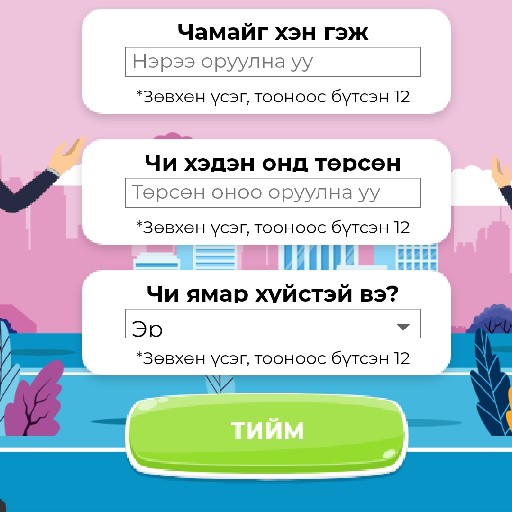 Чамайг хэн гэж
Нэрээ оруулна уу
*Зөвхөн үсэг, тооноос бүтсэн 12
Чи хэдэн онд төрсөн
Төрсөн оноо оруулна уу
*Зөвхөн үсэг, тооноос бүтсэн 12
Чи ямар хүйстэй вэ?
Эр
*Зөвхөн үсэг, тооноос бүтсэн 12
ТИЙМ